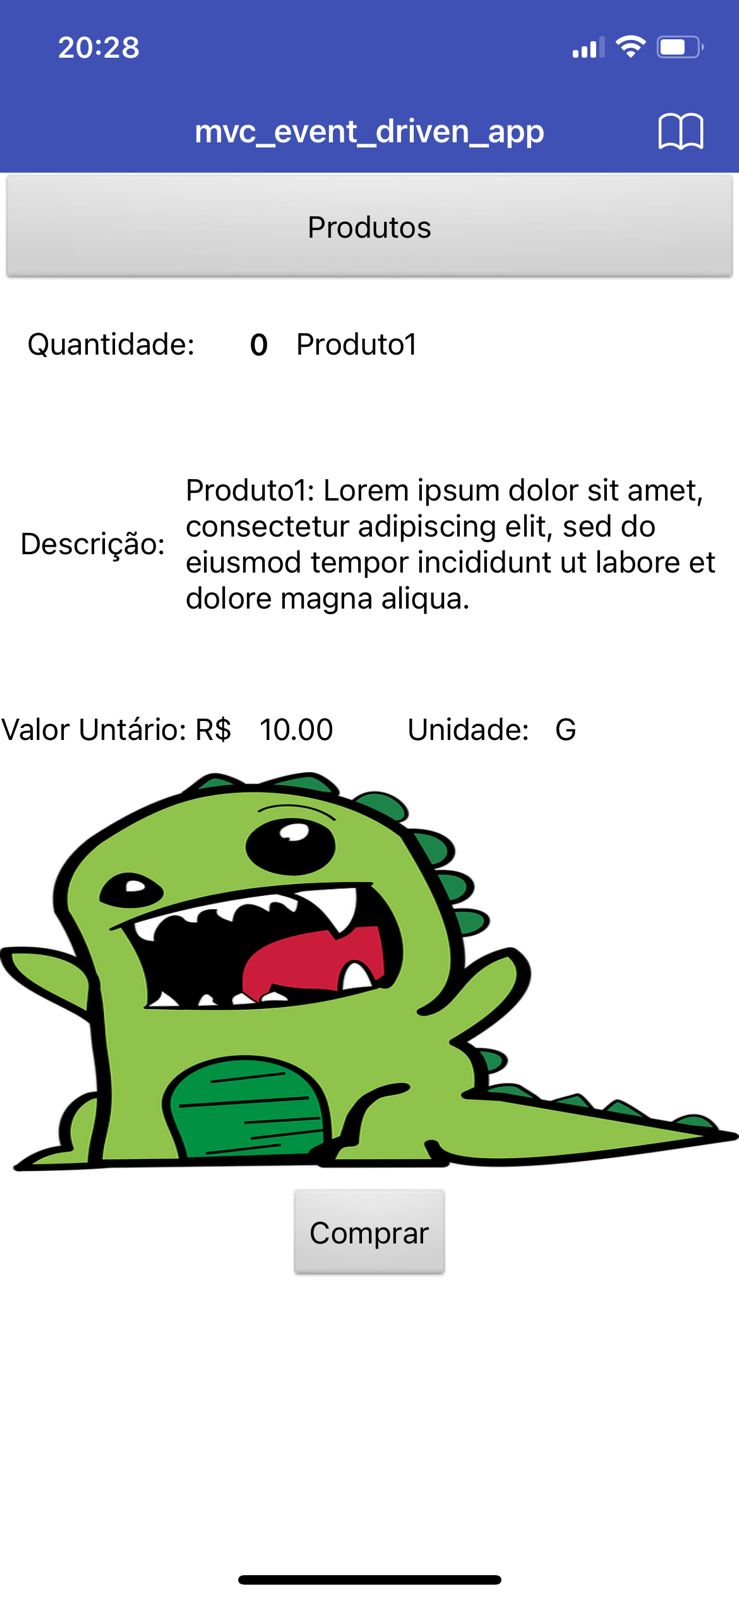 20:28
mvc_event_driven_app
Produtos
Quantidade: 0 Produto1
Produto1: Lorem ipsum dolor sit amet,
consectetur adipiscing elit, sed do
Descrição:
eiusmod tempor incididunt ut labore et
dolore magna aliqua.
Valor Untário: R$ 10.00 Unidade: G
Comprar